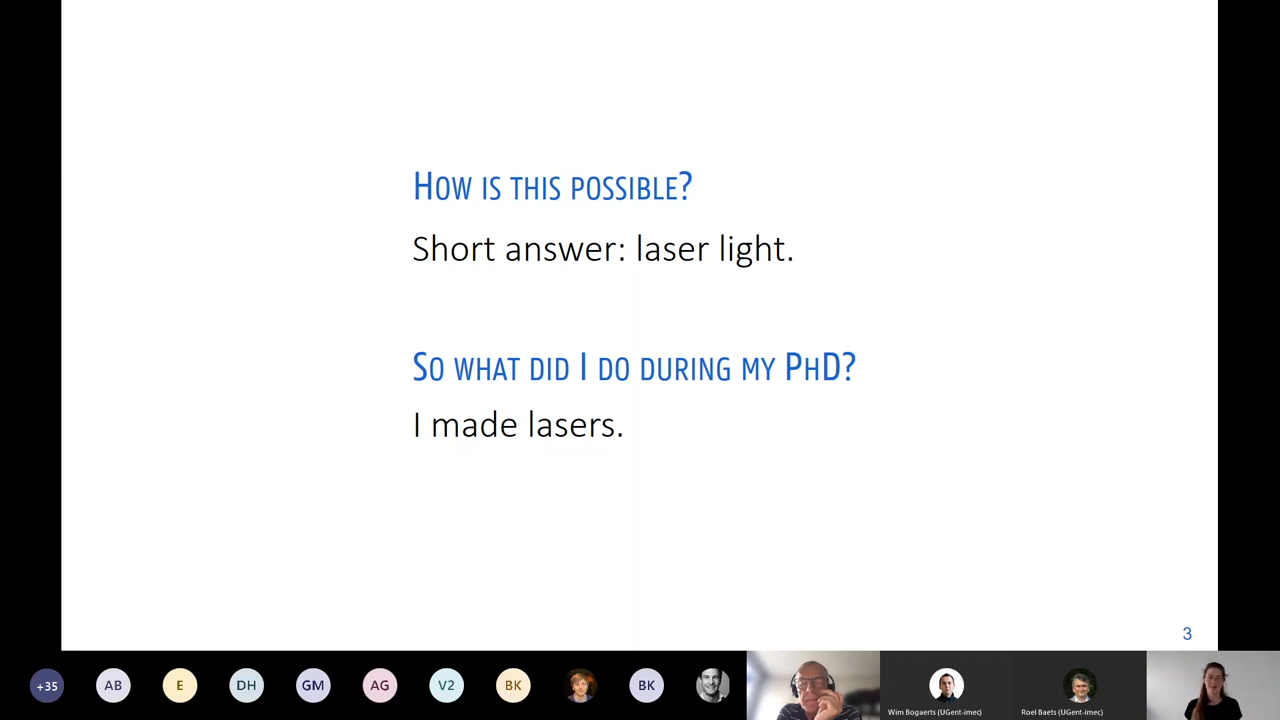 How is this possible?
Short answer: laser light.
So what did I do during my PhD?
I made lasers.
3
+35
AB
E
DH
GM
AG
V2
BK
BK
Wim Bogaerts (UGent-imec)
Roel Baets (UGent-imec)